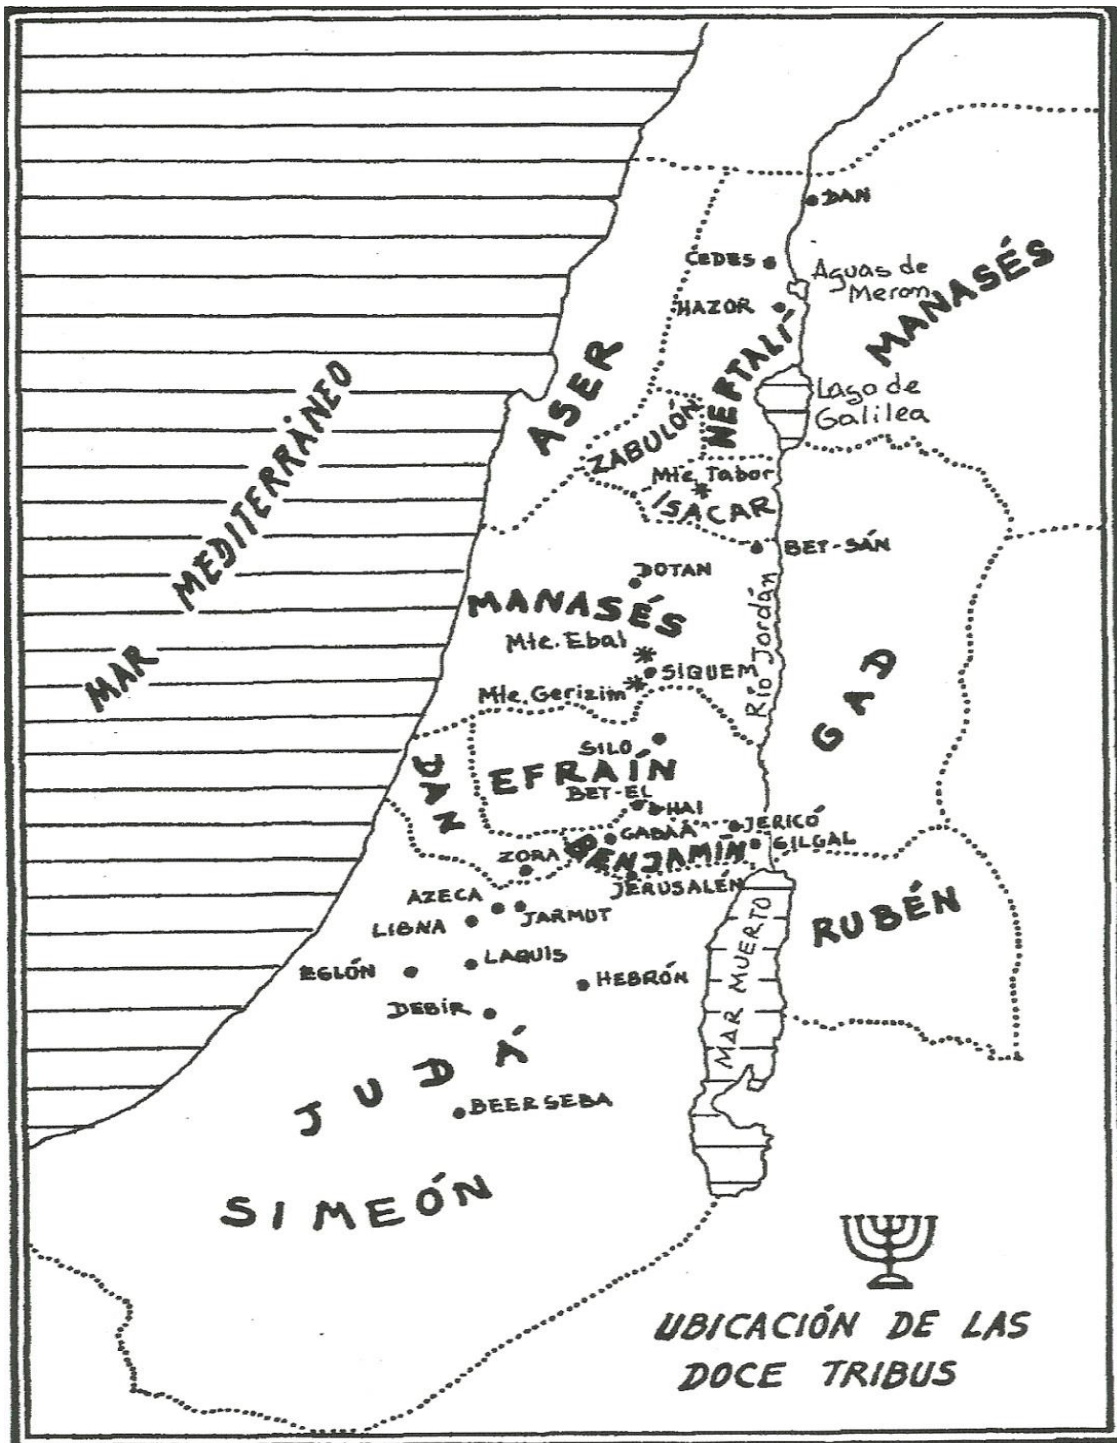 DAN
CEDES
Aguas de
Merom
MANASÉS
HAZOR
NEFTALÍ
ASER
Lago de
Galilea
ZABULÓN
Mte. Tabor
ISACAR
MAR MEDITERRÁNEO
BET-SÁN
DOTAN
MANASÉS
Mte. Ebal
SIQUEM
Mte. Gerizim
Río Jordán
GAD
DAN
SILO
EFRAÍN
BET-EL
HAI
GABAÁ
JERICÓ
GILGAL
BENJAMÍN
ZORA
JERUSALÉN
AZECA
JARMUT
LIBNA
RUBÉN
LAQUIS
EGLÓN
HEBRÓN
MAR MUERTO
DEBIR
JUDÁ
BEERSEBA
SIMEÓN
UBICACIÓN DE LAS
DOCE TRIBUS